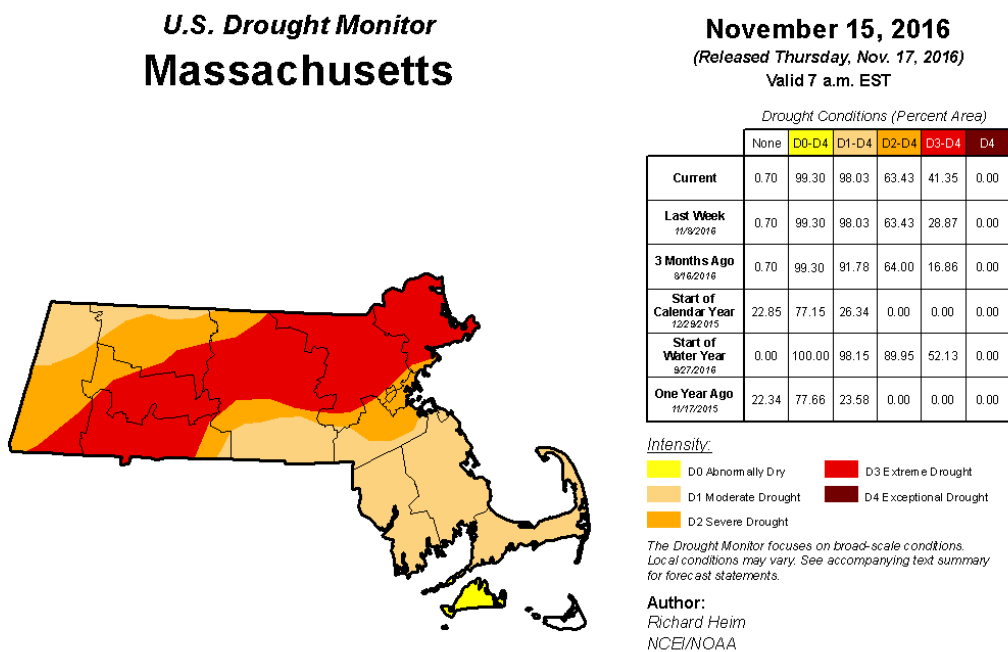 U.S. Drought Monitor
Massachusetts
November 15, 2016
(Released Thursday, Nov. 17, 2016)
Valid 7 a.m. EST
Drought Conditions (Percent Area)
None D0-D4 D1-D4 D2-D4 D3-D4 D4
Current 0.70 99.30 98.03 63.43 41.35 0.00
Last Week
11/8/2016 0.70 99.30 98.03 63.43 28.87 0.00
3 Months Ago
8/16/2016 0.70 99.30 91.78 64.00 16.86 0.00
Start of
Calendar Year
12/29/2015 22.85 77.15 26.34 0.00 0.00 0.00
Start of
Water Year
9/27/2016 0.00 100.00 98.15 89.95 52.13 0.00
One Year Ago
11/17/2015 22.34 77.66 23.58 0.00 0.00 0.00
Intensity:
D0 Abnormally Dry D3 Extreme Drought
D1 Moderate Drought D4 Exceptional Drought
D2 Severe Drought
The Drought Monitor focuses on broad-scale conditions.
Local conditions may vary. See accompanying text summary
for forecast statements.
Author:
Richard Heim
NCEI/NOAA